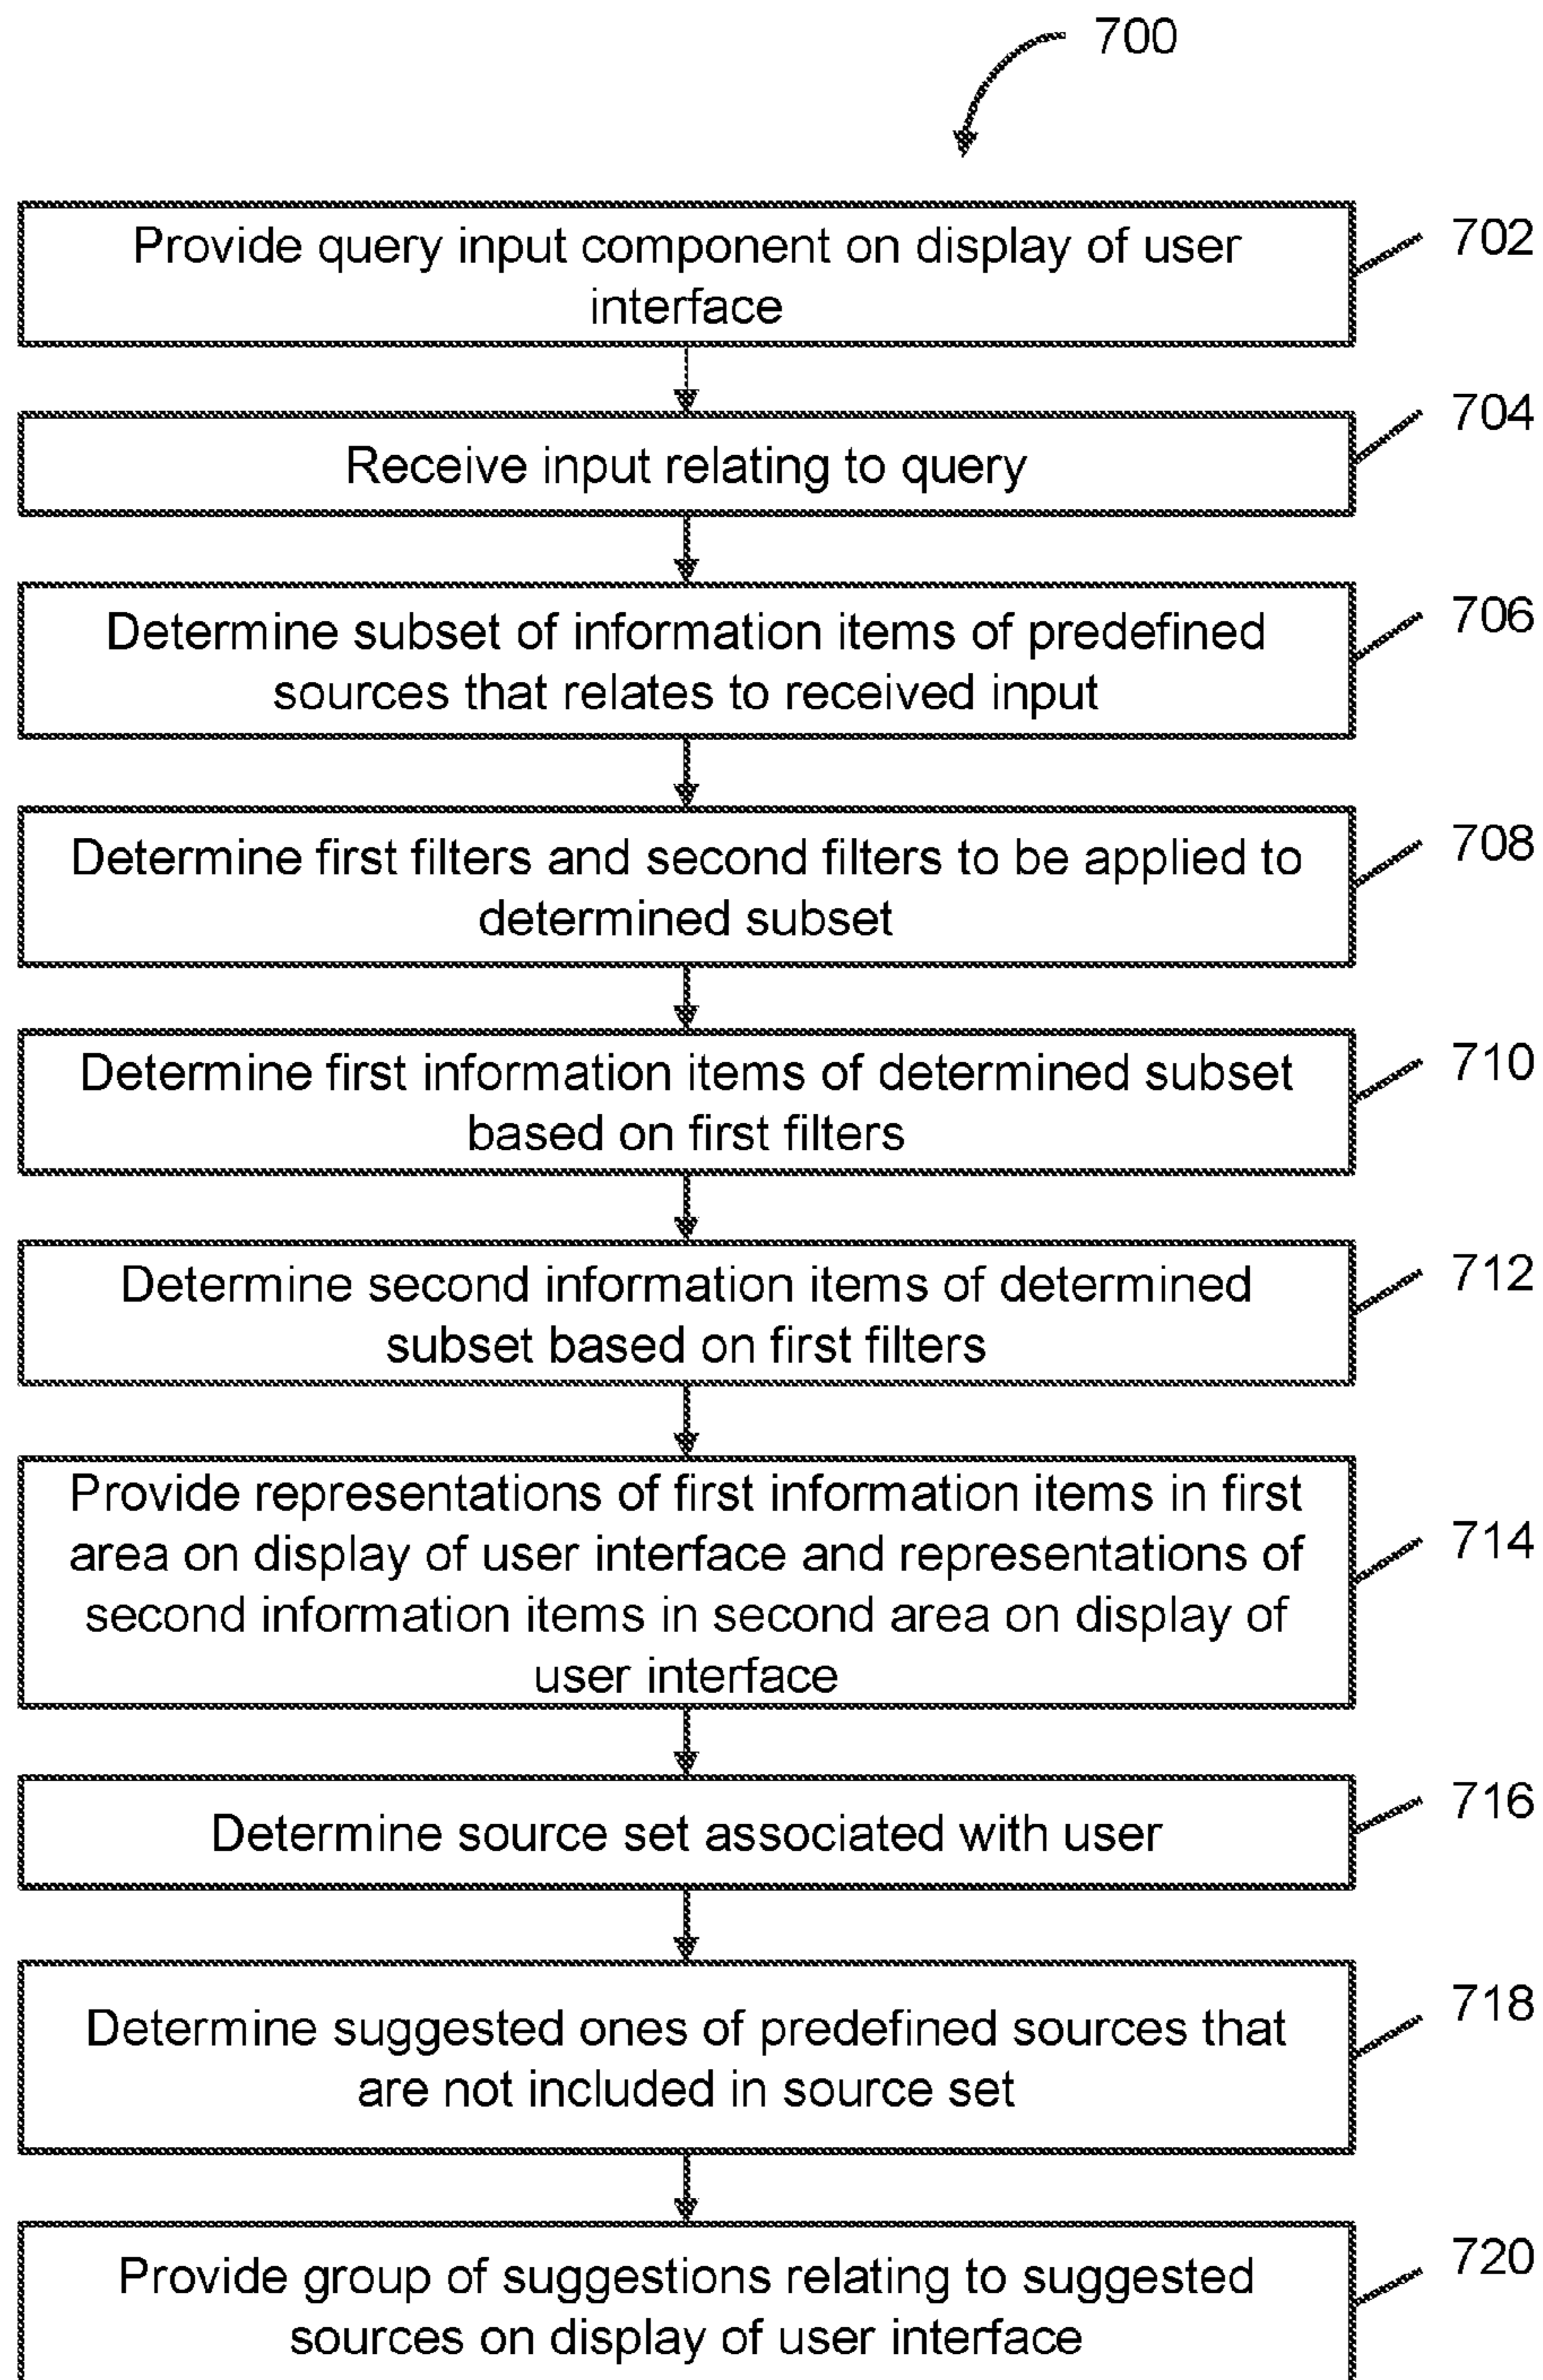 700
Provide query input component on display of user
interface
702
Receive input relating to query
704
Determine subset of information items of predefined
sources that relates to received input
706
Determine first filters and second filters to be applied to
determined subset
708
Determine first information items of determined subset
based on first filters
710
Determine second information items of determined
subset based on first filters
712
Provide representations of first information items in first
area on display of user interface and representations of
second information items in second area on display of
user interface
714
Determine source set associated with user
716
Determine suggested ones of predefined sources that
are not included in source set
718
Provide group of suggestions relating to suggested
sources on display of user interface
720